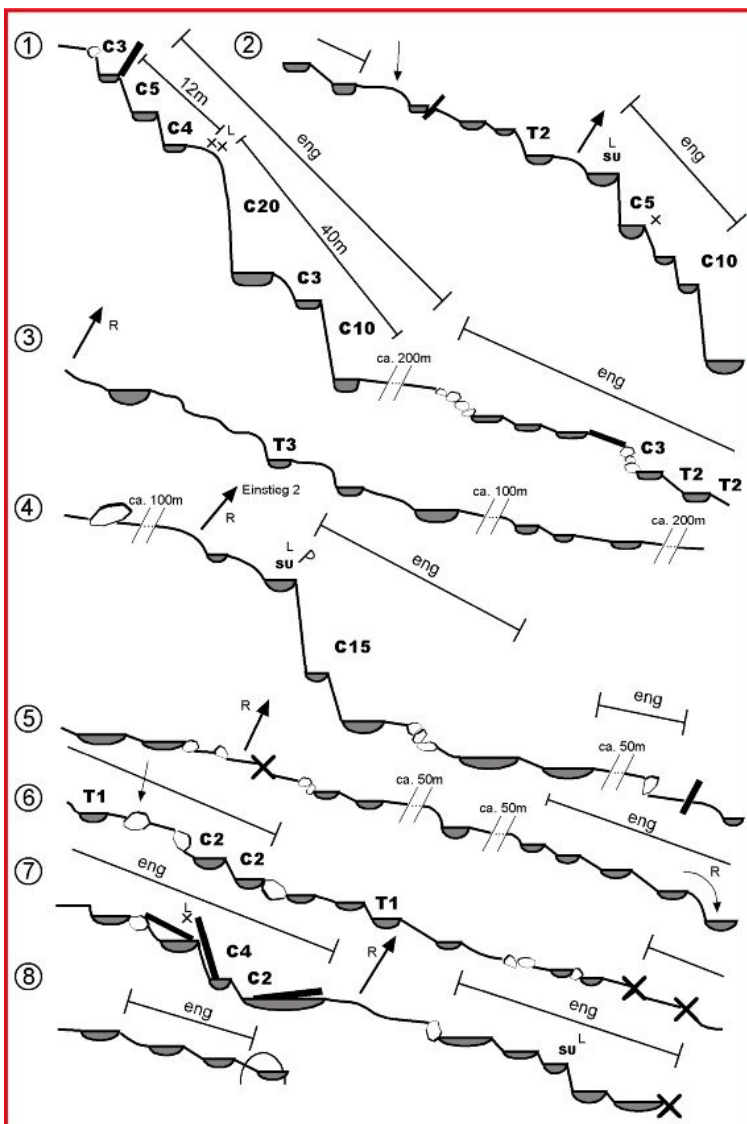 ① C3 12m L eng
C5
C4
C20 40m
C3
C10
ca. 200m
eng
C3
T2
T2
② T2 L
SU
eng
C5
C10
③ R
T3
ca. 100m
ca. 200m
④ ca. 100m
R Einstieg 2
L
SU
eng
C15
eng
ca. 50m
⑤ R
ca. 50m
ca. 50m
eng
R
⑥ T1
C2
C2
eng
T1
⑦ L
C4
C2
R
eng
SU L
⑧ eng